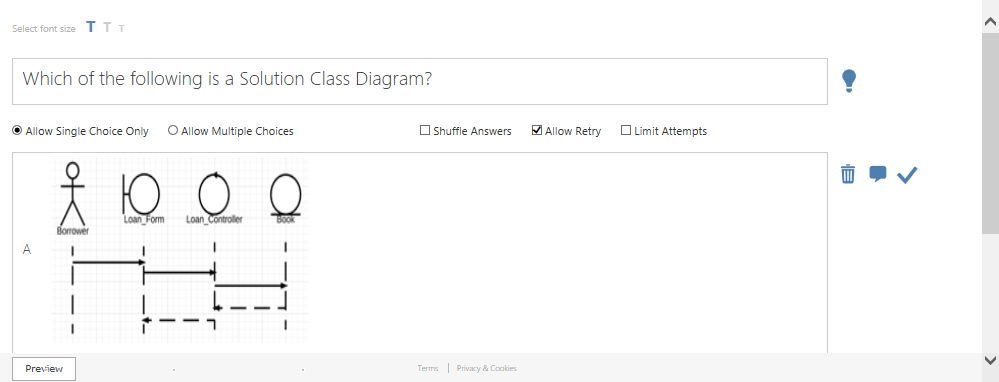 Select font size T T T
Which of the following is a Solution Class Diagram?
Allow Single Choice Only Allow Multiple Choices Shuffle Answers Allow Retry Limit Attempts
Loan_Form Loan_Controller Book
Borrower
A
Preview Terms | Privacy & Cookies